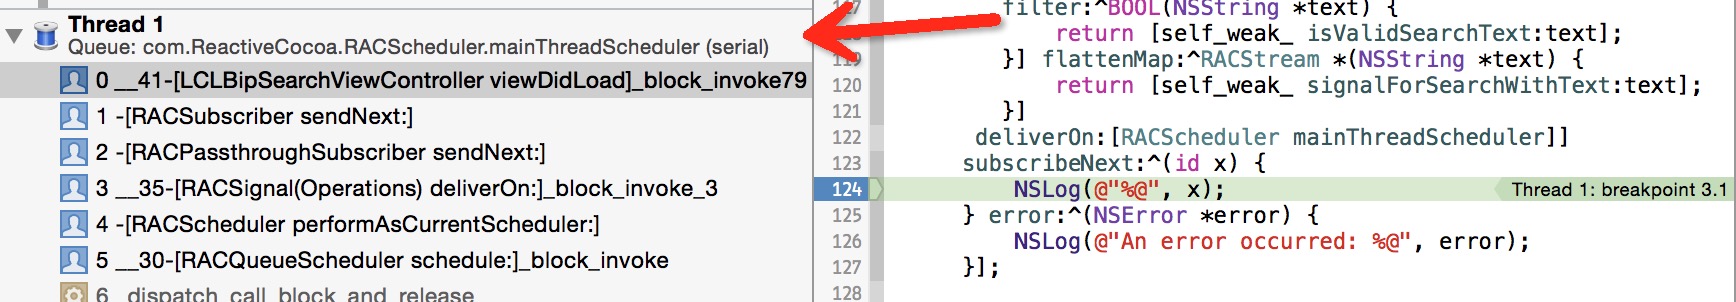 Thread 1
Queue: com.ReactiveCocoa.RACScheduler.mainThreadScheduler (serial)
0 __41-[LCLBipSearchViewController viewDidLoad]_block_invoke79
1 -[RACSubscriber sendNext:]
2 -[RACPassthroughSubscriber sendNext:]
3 __35-[RACSignal(Operations) deliverOn:]_block_invoke_3
4 -[RACScheduler performAsCurrentScheduler:]
5 __30-[RACQueueScheduler schedule:]_block_invoke
6 _dispatch_call_block_and_release
117 filter:^BOOL(NSString *text) {
return [self_weak_ isValidSearchText:text];
119 }] flattenMap:^RACStream *(NSString *text) {
120 return [self_weak_ signalForSearchWithText:text];
121 }]
122 deliverOn:[RACScheduler mainThreadScheduler]]
123 subscribeNext:^(id x) {
124 NSLog(@"%@", x); Thread 1: breakpoint 3.1
125 } error:^(NSError *error) {
126 NSLog(@"An error occurred: %@", error);
127 }];
128